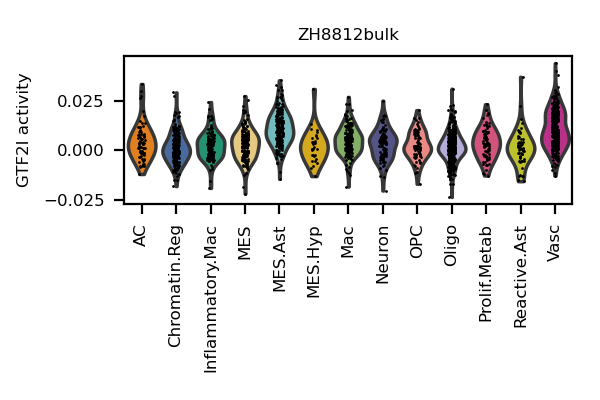 ZH8812bulk
GTF2I activity
0.025
0.000
−0.025
AC
Chromatin.Reg
Inflammatory.Mac
MES
MES.Ast
MES.Hyp
Mac
Neuron
OPC
Oligo
Prolif.Metab
Reactive.Ast
Vasc